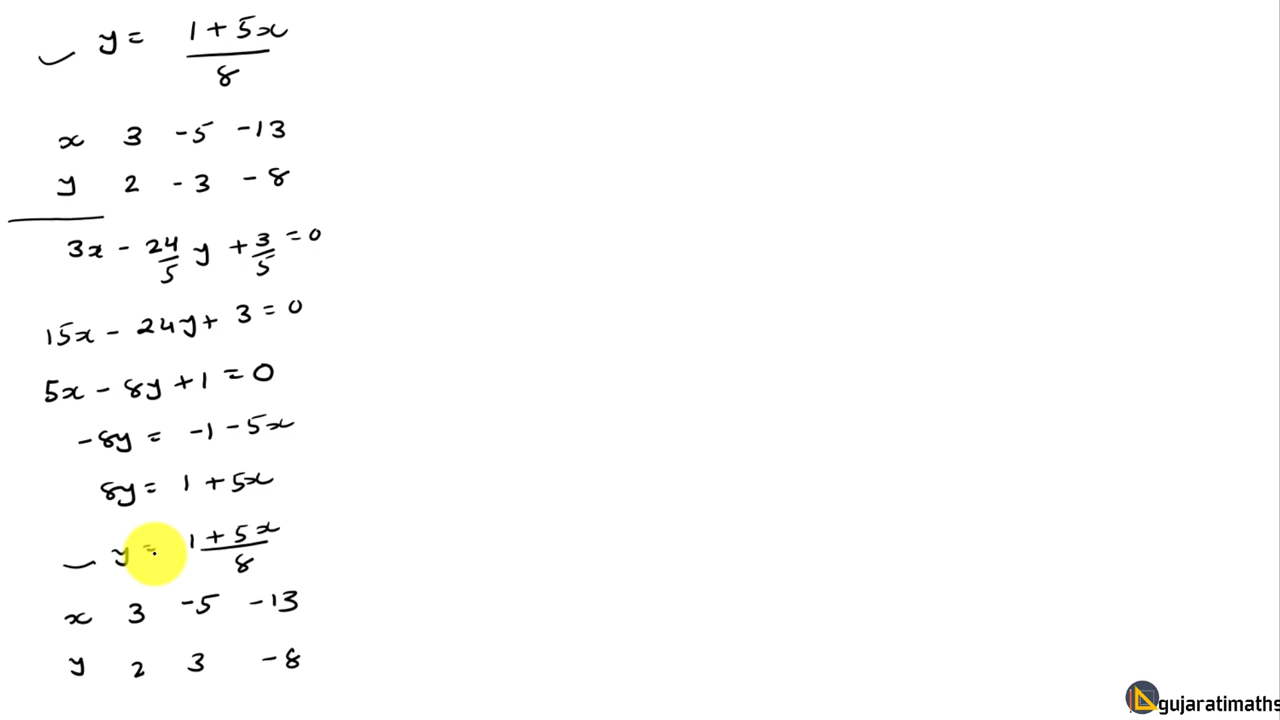 y = (1 + 5x)/8
x 3 -5 -13
y 2 -3 -8
3x - 24/5 y + 3/5 = 0
15x - 24y + 3 = 0
5x - 8y + 1 = 0
-8y = -1 - 5x
8y = 1 + 5x
y = (1 + 5x)/8
x 3 -5 -13
y 2 3 -8
gujaratimaths